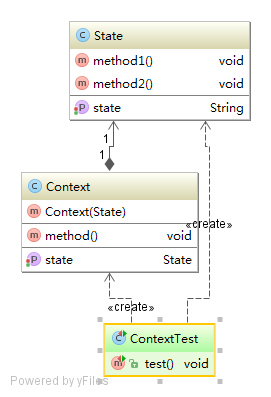 C State
m method1() void
m method2() void
P state String
1
1
C Context
m Context(State)
m method() void
P state State
«create»
«create»
C ContextTest
m test() void
Powered by yFiles